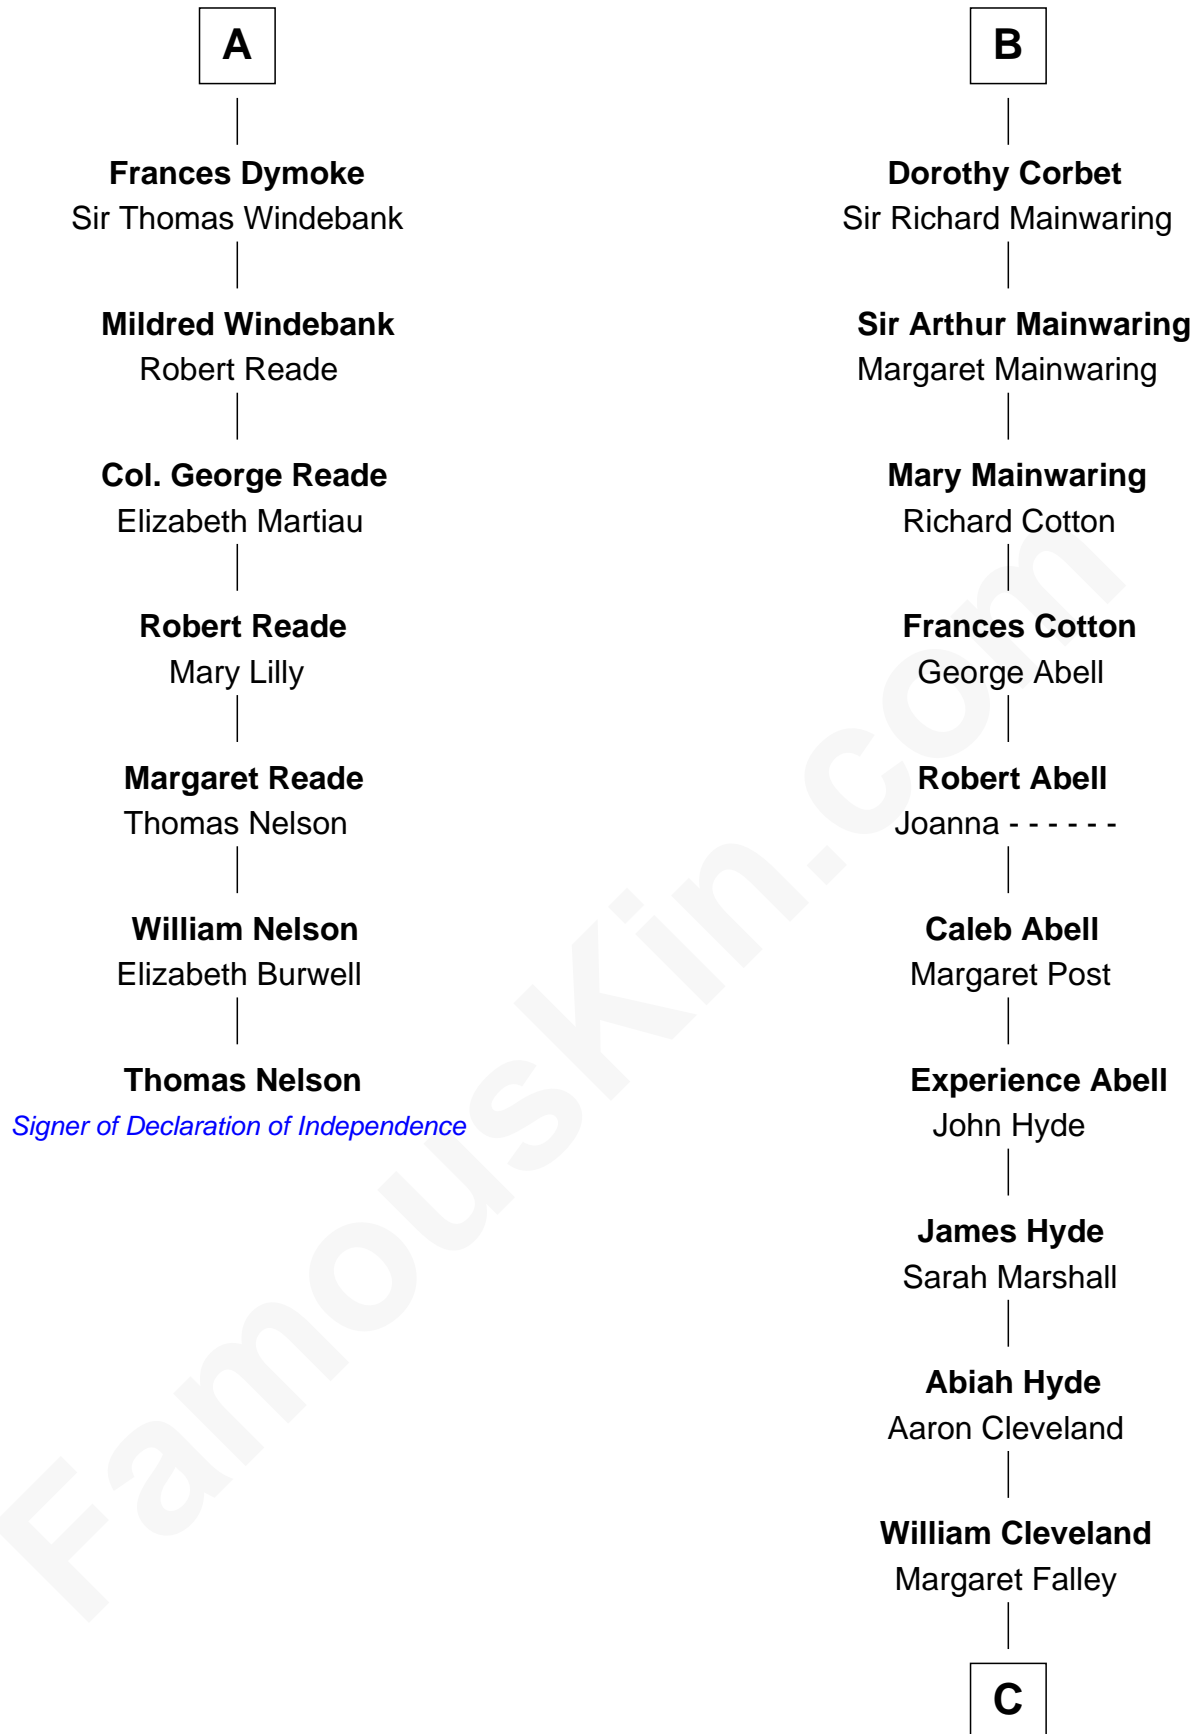 A
Frances Dymoke
Sir Thomas Windebank
Mildred Windebank
Robert Reade
Col. George Reade
Elizabeth Martiau
Robert Reade
Mary Lilly
Margaret Reade
Thomas Nelson
William Nelson
Elizabeth Burwell
Thomas Nelson
Signer of Declaration of Independence
B
Dorothy Corbet
Sir Richard Mainwaring
Sir Arthur Mainwaring
Margaret Mainwaring
Mary Mainwaring
Richard Cotton
Frances Cotton
George Abell
Robert Abell
Joanna - - - - - -
Caleb Abell
Margaret Post
Experience Abell
John Hyde
James Hyde
Sarah Marshall
Abiah Hyde
Aaron Cleveland
William Cleveland
Margaret Falley
C
FamousKin.com